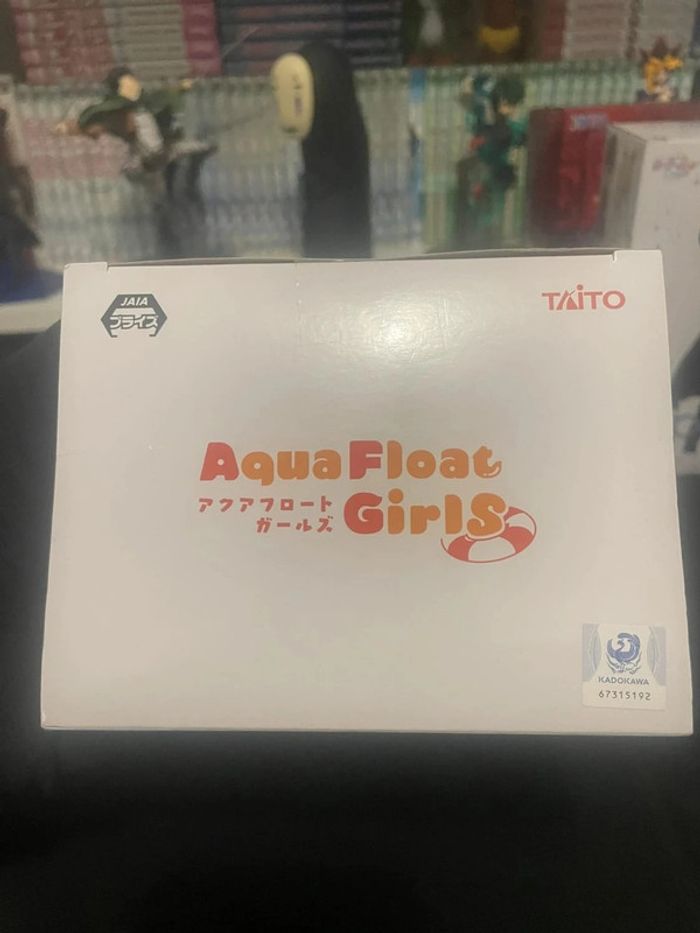 JAIA
プライズ
TAITO
Aqua Float
アクアフロート
ガールズ
Girls
KADOKAWA
67315192